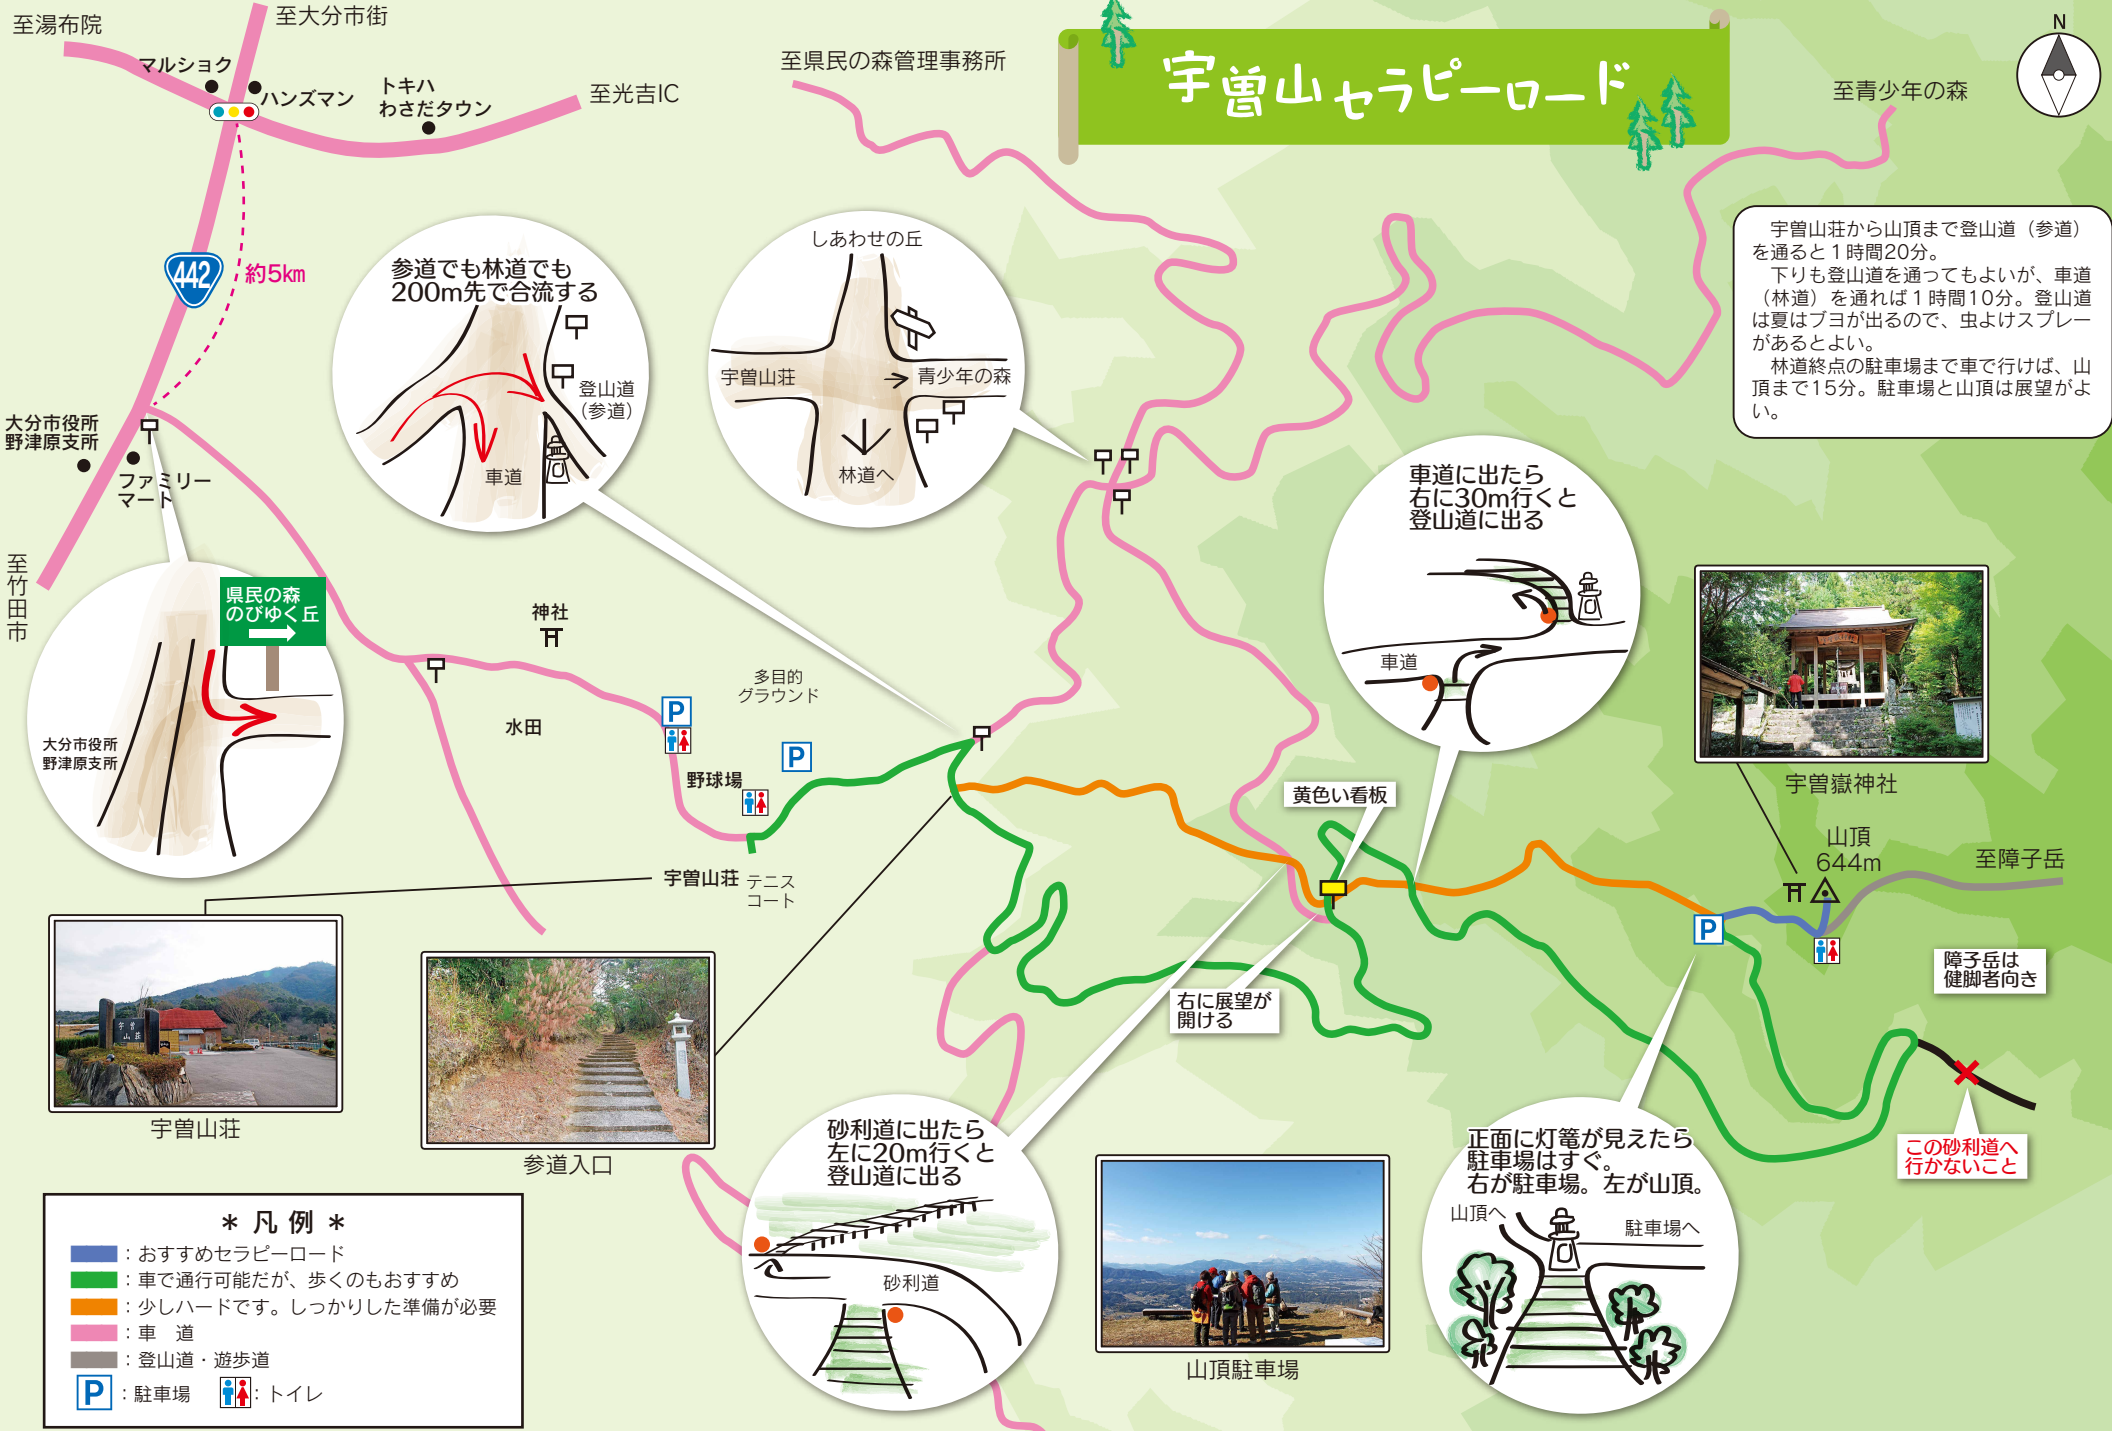 宇曽山セラピーロード
N
至湯布院
至大分市街
マルショク
ハンズマン
トキハ
わさだタウン
至光吉IC
至県民の森管理事務所
至青少年の森
442
約5km
大分市役所
野津原支所
ファミリー
マート
至竹田市
宇曽山荘から山頂まで登山道（参道）
を通ると１時間20分。
下りも登山道を通ってもよいが、車道
（林道）を通れば１時間10分。登山道
は夏はブヨが出るので、虫よけスプレー
があるとよい。
林道終点の駐車場まで車で行けば、山
頂まで15分。駐車場と山頂は展望がよ
い。
参道でも林道でも
200m先で合流する
登山道
（参道）
車道
しあわせの丘
宇曽山荘
青少年の森
林道へ
車道に出たら
右に30m行くと
登山道に出る
車道
県民の森
のびゆく丘
大分市役所
野津原支所
神社
水田
多目的
グラウンド
P
P
野球場
宇曽山荘
テニス
コート
黄色い看板
右に展望が
開ける
宇曽嶽神社
山頂
644m
至障子岳
P
障子岳は
健脚者向き
この砂利道へ
行かないこと
宇曽山荘
宇曽山荘
参道入口
砂利道に出たら
左に20m行くと
登山道に出る
砂利道
山頂駐車場
正面に灯篭が見えたら
駐車場はすぐ。
右が駐車場。左が山頂。
山頂へ
駐車場へ
＊ 凡 例 ＊
：おすすめセラピーロード
：車で通行可能だが、歩くのもおすすめ
：少しハードです。しっかりした準備が必要
：車　道
：登山道・遊歩道
P：駐車場
：トイレ